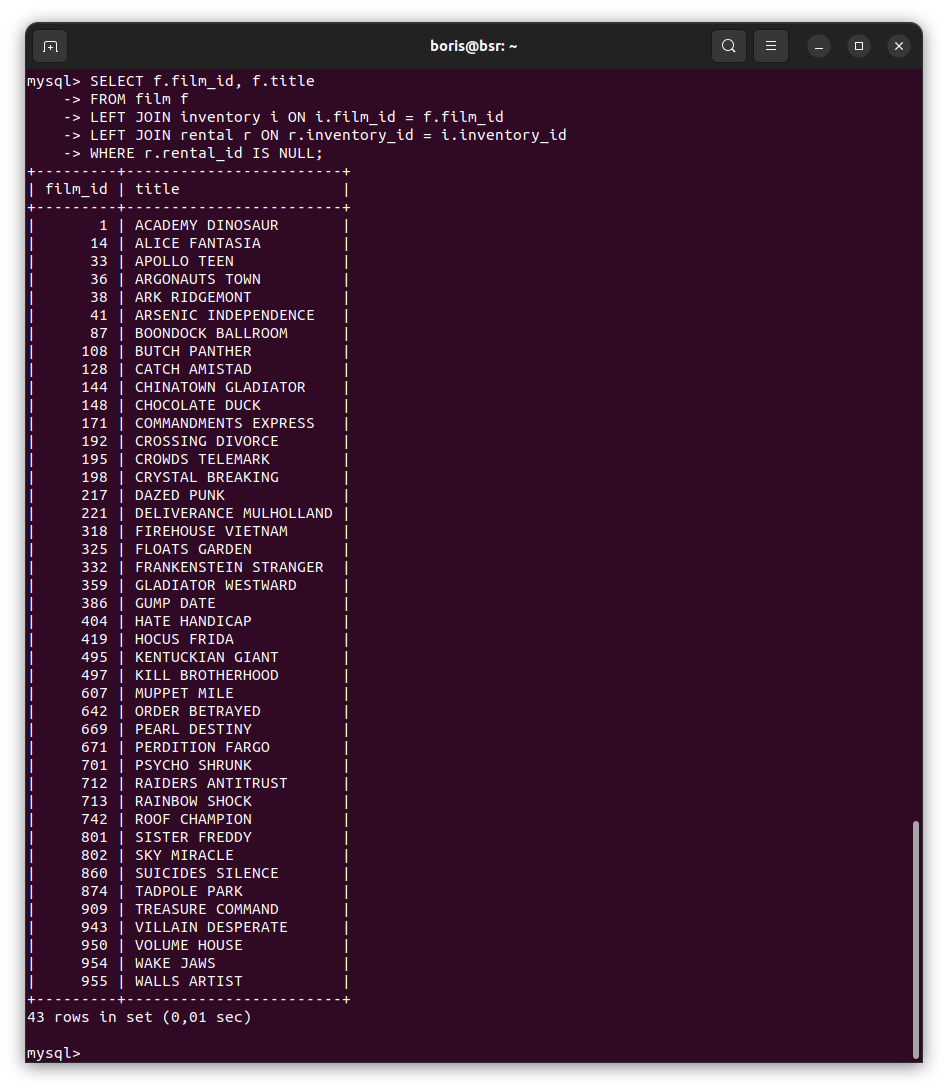 boris@bsr: ~
mysql> SELECT f.film_id, f.title
    -> FROM film f
    -> LEFT JOIN inventory i ON i.film_id = f.film_id
    -> LEFT JOIN rental r ON r.inventory_id = i.inventory_id
    -> WHERE r.rental_id IS NULL;
+---------+------------------------+
| film_id | title                  |
+---------+------------------------+
|       1 | ACADEMY DINOSAUR       |
|      14 | ALICE FANTASIA         |
|      33 | APOLLO TEEN            |
|      36 | ARGONAUTS TOWN         |
|      38 | ARK RIDGEMONT          |
|      41 | ARSENIC INDEPENDENCE   |
|      87 | BOONDOCK BALLROOM      |
|     108 | BUTCH PANTHER          |
|     128 | CATCH AMISTAD          |
|     144 | CHINATOWN GLADIATOR    |
|     148 | CHOCOLATE DUCK         |
|     171 | COMMANDMENTS EXPRESS   |
|     192 | CROSSING DIVORCE       |
|     195 | CROWDS TELEMARK        |
|     198 | CRYSTAL BREAKING       |
|     217 | DAZED PUNK             |
|     221 | DELIVERANCE MULHOLLAND |
|     318 | FIREHOUSE VIETNAM      |
|     325 | FLOATS GARDEN          |
|     332 | FRANKENSTEIN STRANGER  |
|     359 | GLADIATOR WESTWARD     |
|     386 | GUMP DATE              |
|     404 | HATE HANDICAP          |
|     419 | HOCUS FRIDA            |
|     495 | KENTUCKIAN GIANT       |
|     497 | KILL BROTHERHOOD       |
|     607 | MUPPET MILE            |
|     642 | ORDER BETRAYED         |
|     669 | PEARL DESTINY          |
|     671 | PERDITION FARGO        |
|     701 | PSYCHO SHRUNK          |
|     712 | RAIDERS ANTITRUST      |
|     713 | RAINBOW SHOCK          |
|     742 | ROOF CHAMPION          |
|     801 | SISTER FREDDY          |
|     802 | SKY MIRACLE            |
|     860 | SUICIDES SILENCE       |
|     874 | TADPOLE PARK           |
|     909 | TREASURE COMMAND       |
|     943 | VILLAIN DESPERATE      |
|     950 | VOLUME HOUSE           |
|     954 | WAKE JAWS              |
|     955 | WALLS ARTIST           |
+---------+------------------------+
43 rows in set (0,01 sec)
mysql>